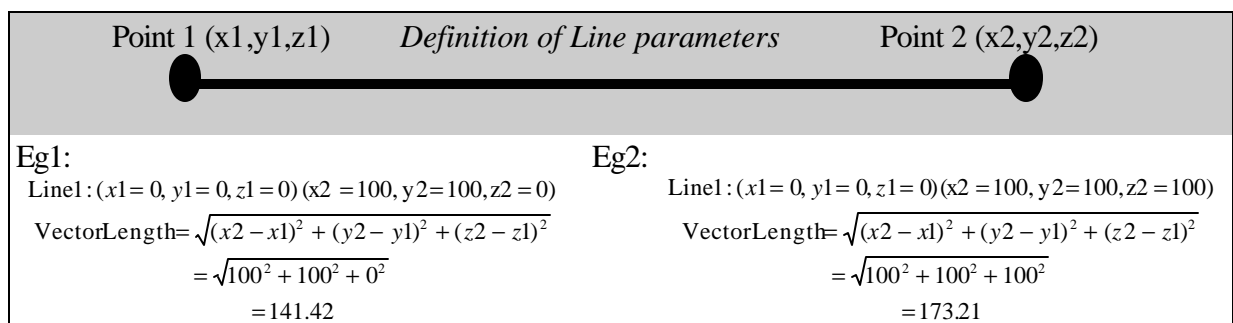 Point 1 (x1,y1,z1) Definition of Line parameters Point 2 (x2,y2,z2)
Eg1:
Line1:(x1=0, y1=0,z1=0)(x2=100,y2=100,z2=0)
VectorLength=√(x2−x1)²+(y2−y1)²+(z2−z1)²
=√100²+100²+0²
=141.42
Eg2:
Line1:(x1=0, y1=0,z1=0)(x2=100,y2=100,z2=100)
VectorLength=√(x2−x1)²+(y2−y1)²+(z2−z1)²
=√100²+100²+100²
=173.21